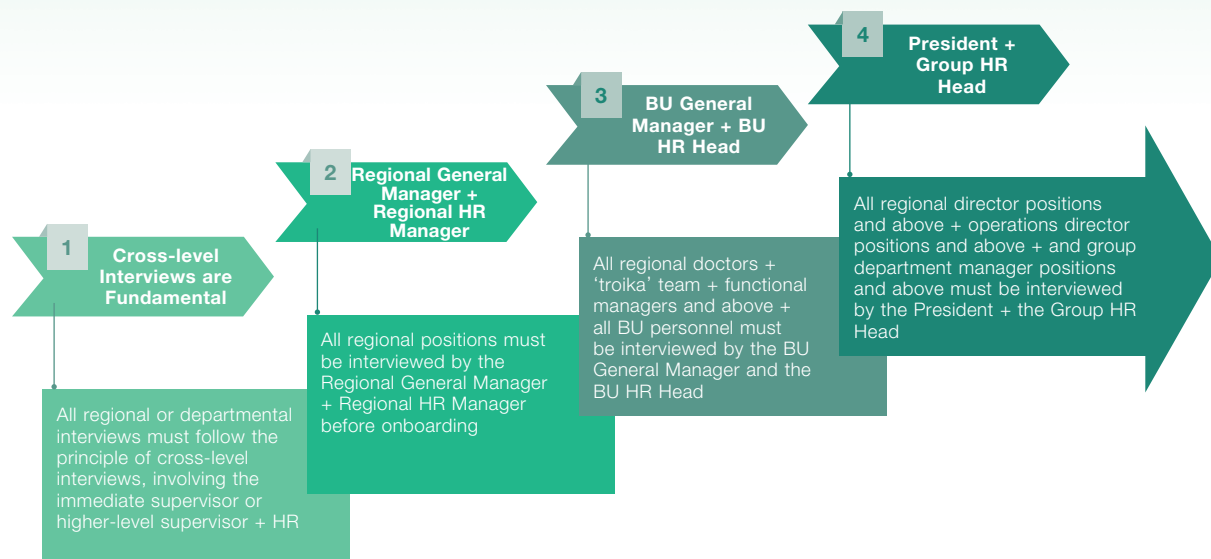 1
Cross-level
Interviews are
Fundamental
All regional or departmental
interviews must follow the
principle of cross-level
interviews, involving the
immediate supervisor or
higher-level supervisor + HR
2
Regional General
Manager +
Regional HR
Manager
All regional positions must
be interviewed by the
Regional General Manager
+ Regional HR Manager
before onboarding
3
BU General
Manager + BU
HR Head
All regional doctors +
‘troika’ team + functional
managers and above +
all BU personnel must
be interviewed by the BU
General Manager and the
BU HR Head
4
President +
Group HR
Head
All regional director positions
and above + operations director
positions and above + and group
department manager positions
and above must be interviewed
by the President + the Group HR
Head